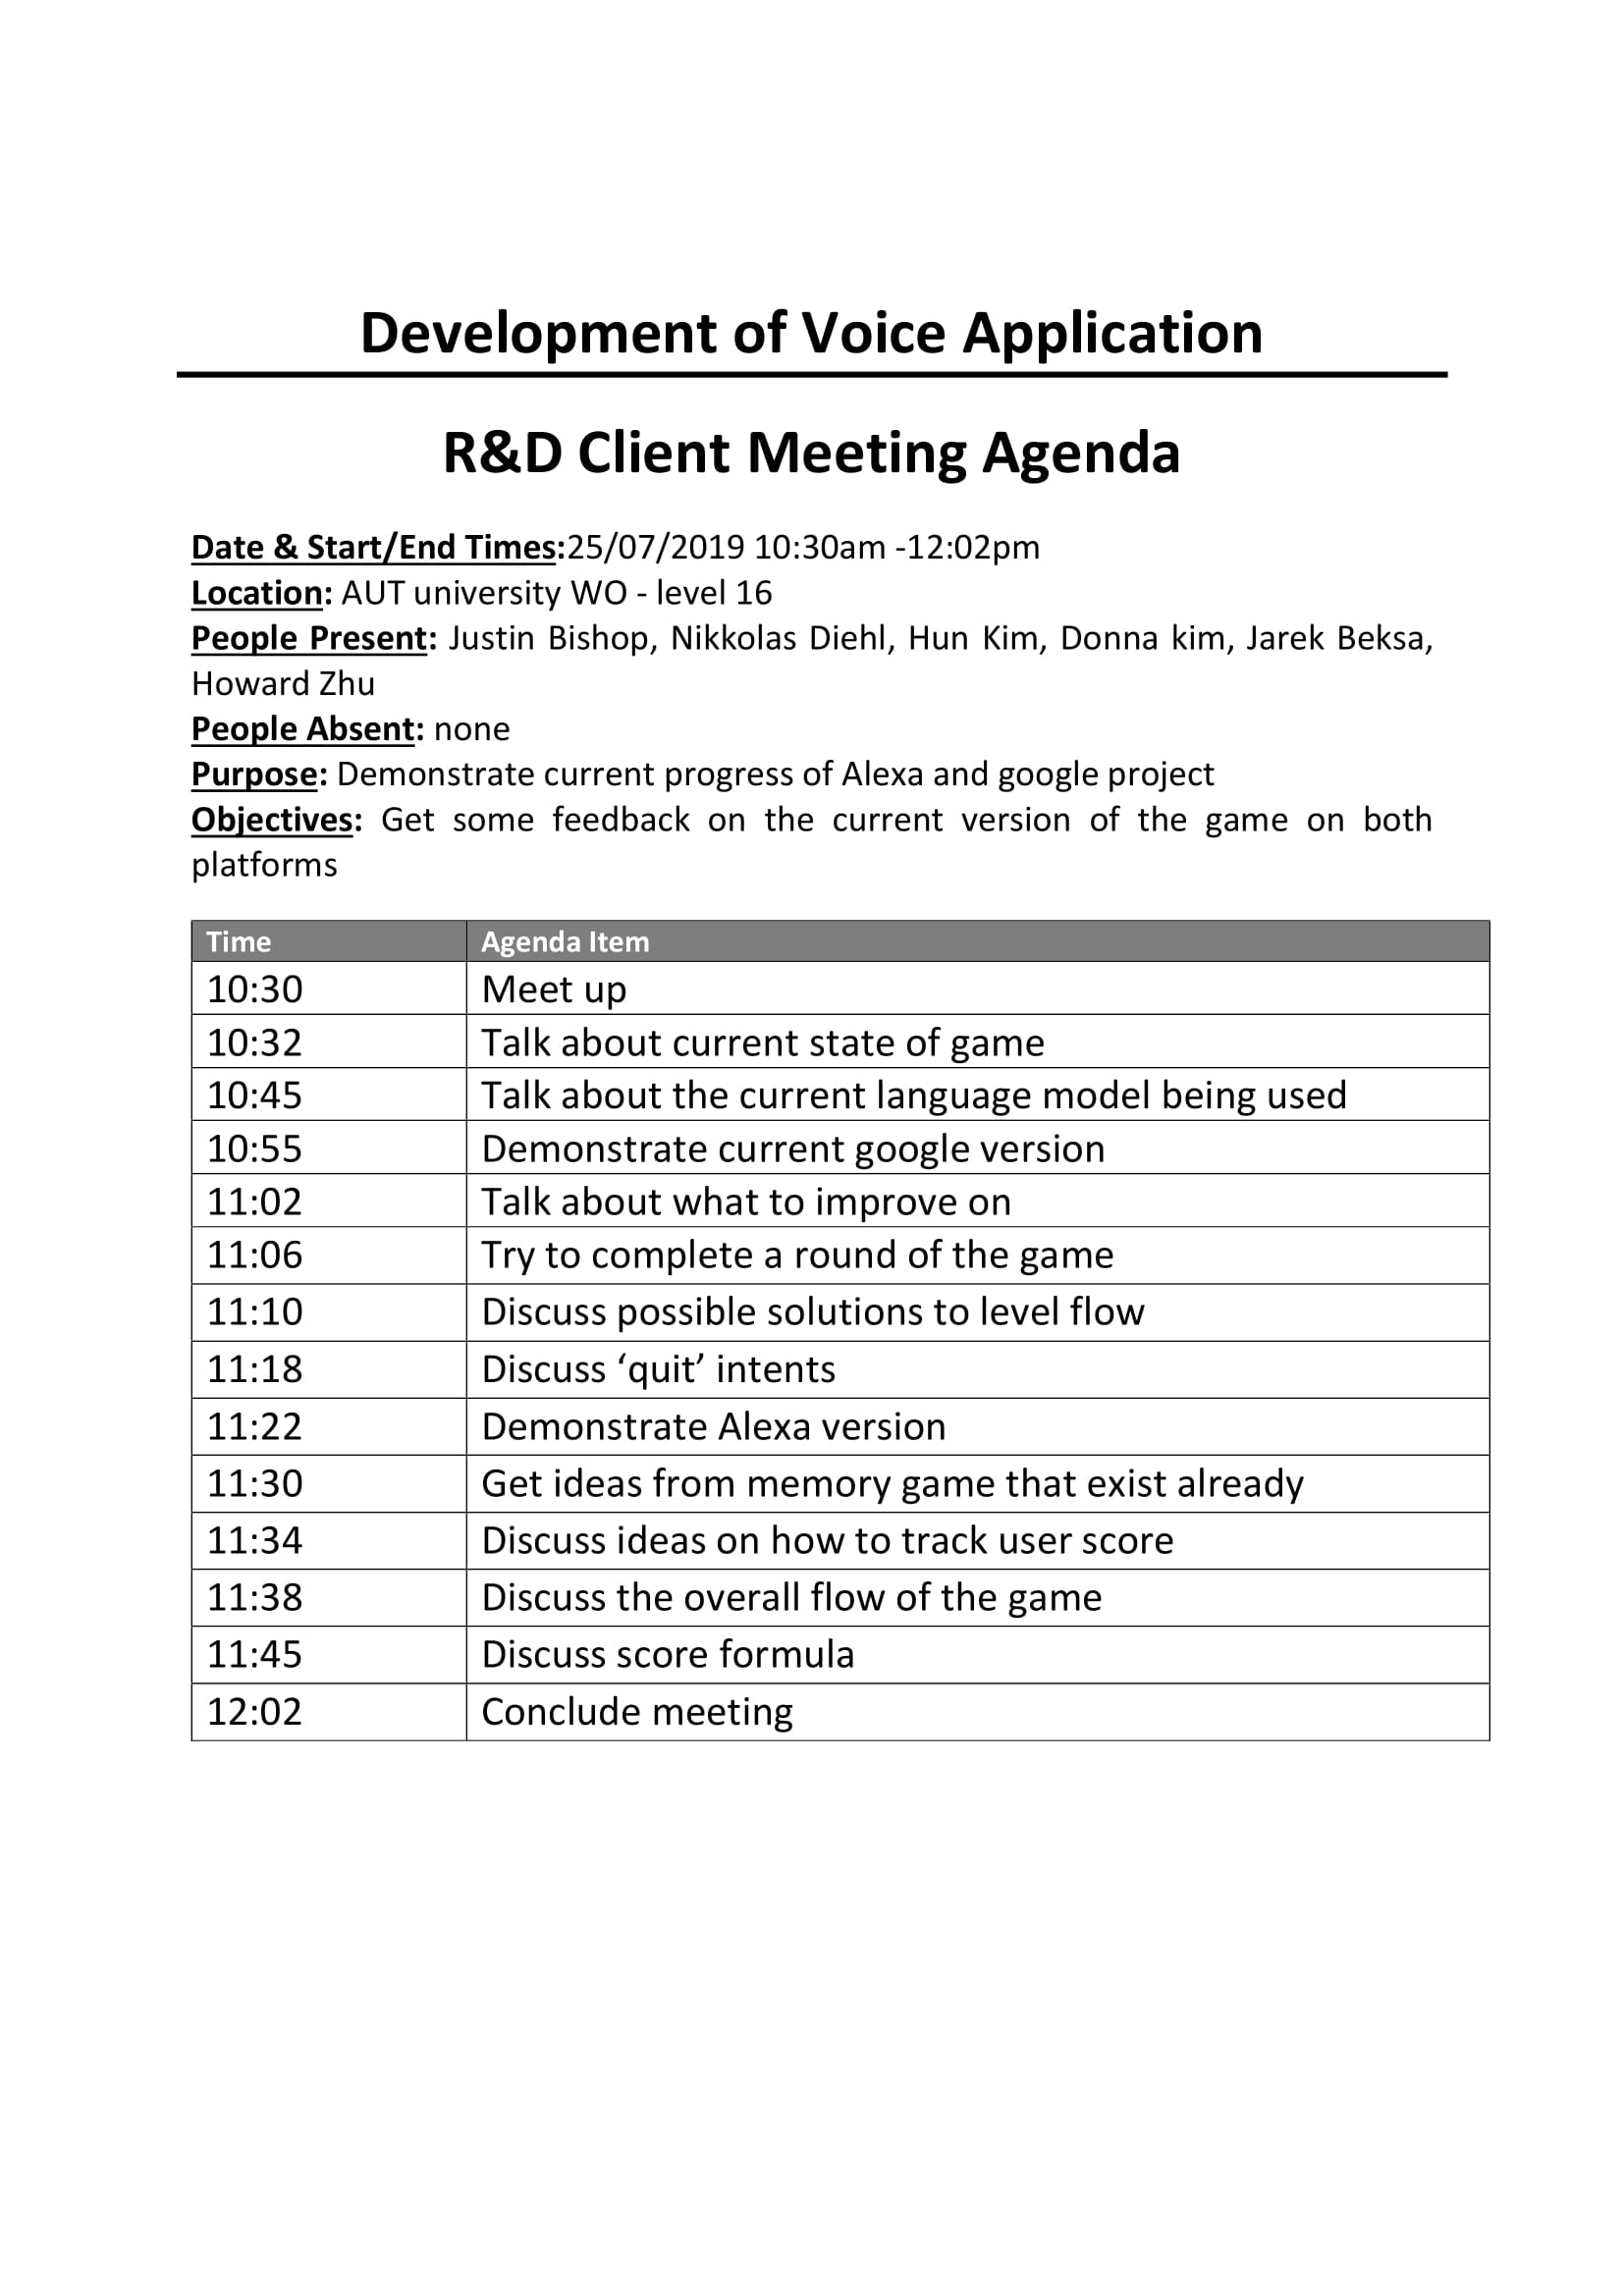 Development of Voice Application
R&D Client Meeting Agenda
Date & Start/End Times:25/07/2019 10:30am -12:02pm
Location: AUT university WO - level 16
People Present: Justin Bishop, Nikkolas Diehl, Hun Kim, Donna kim, Jarek Beksa,
Howard Zhu
People Absent: none
Purpose: Demonstrate current progress of Alexa and google project
Objectives: Get some feedback on the current version of the game on both
platforms
Time Agenda Item
10:30 Meet up
10:32 Talk about current state of game
10:45 Talk about the current language model being used
10:55 Demonstrate current google version
11:02 Talk about what to improve on
11:06 Try to complete a round of the game
11:10 Discuss possible solutions to level flow
11:18 Discuss ‘quit’ intents
11:22 Demonstrate Alexa version
11:30 Get ideas from memory game that exist already
11:34 Discuss ideas on how to track user score
11:38 Discuss the overall flow of the game
11:45 Discuss score formula
12:02 Conclude meeting